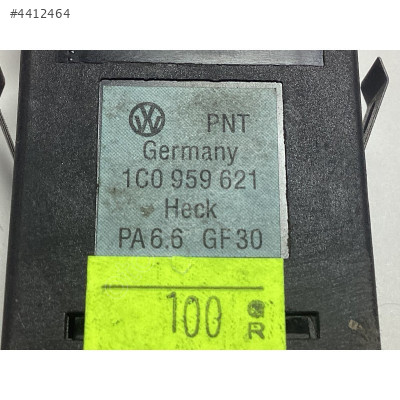 #4412464
PNT
Germany
1C0 959 621
Heck
PA6.6 GF30
100
R